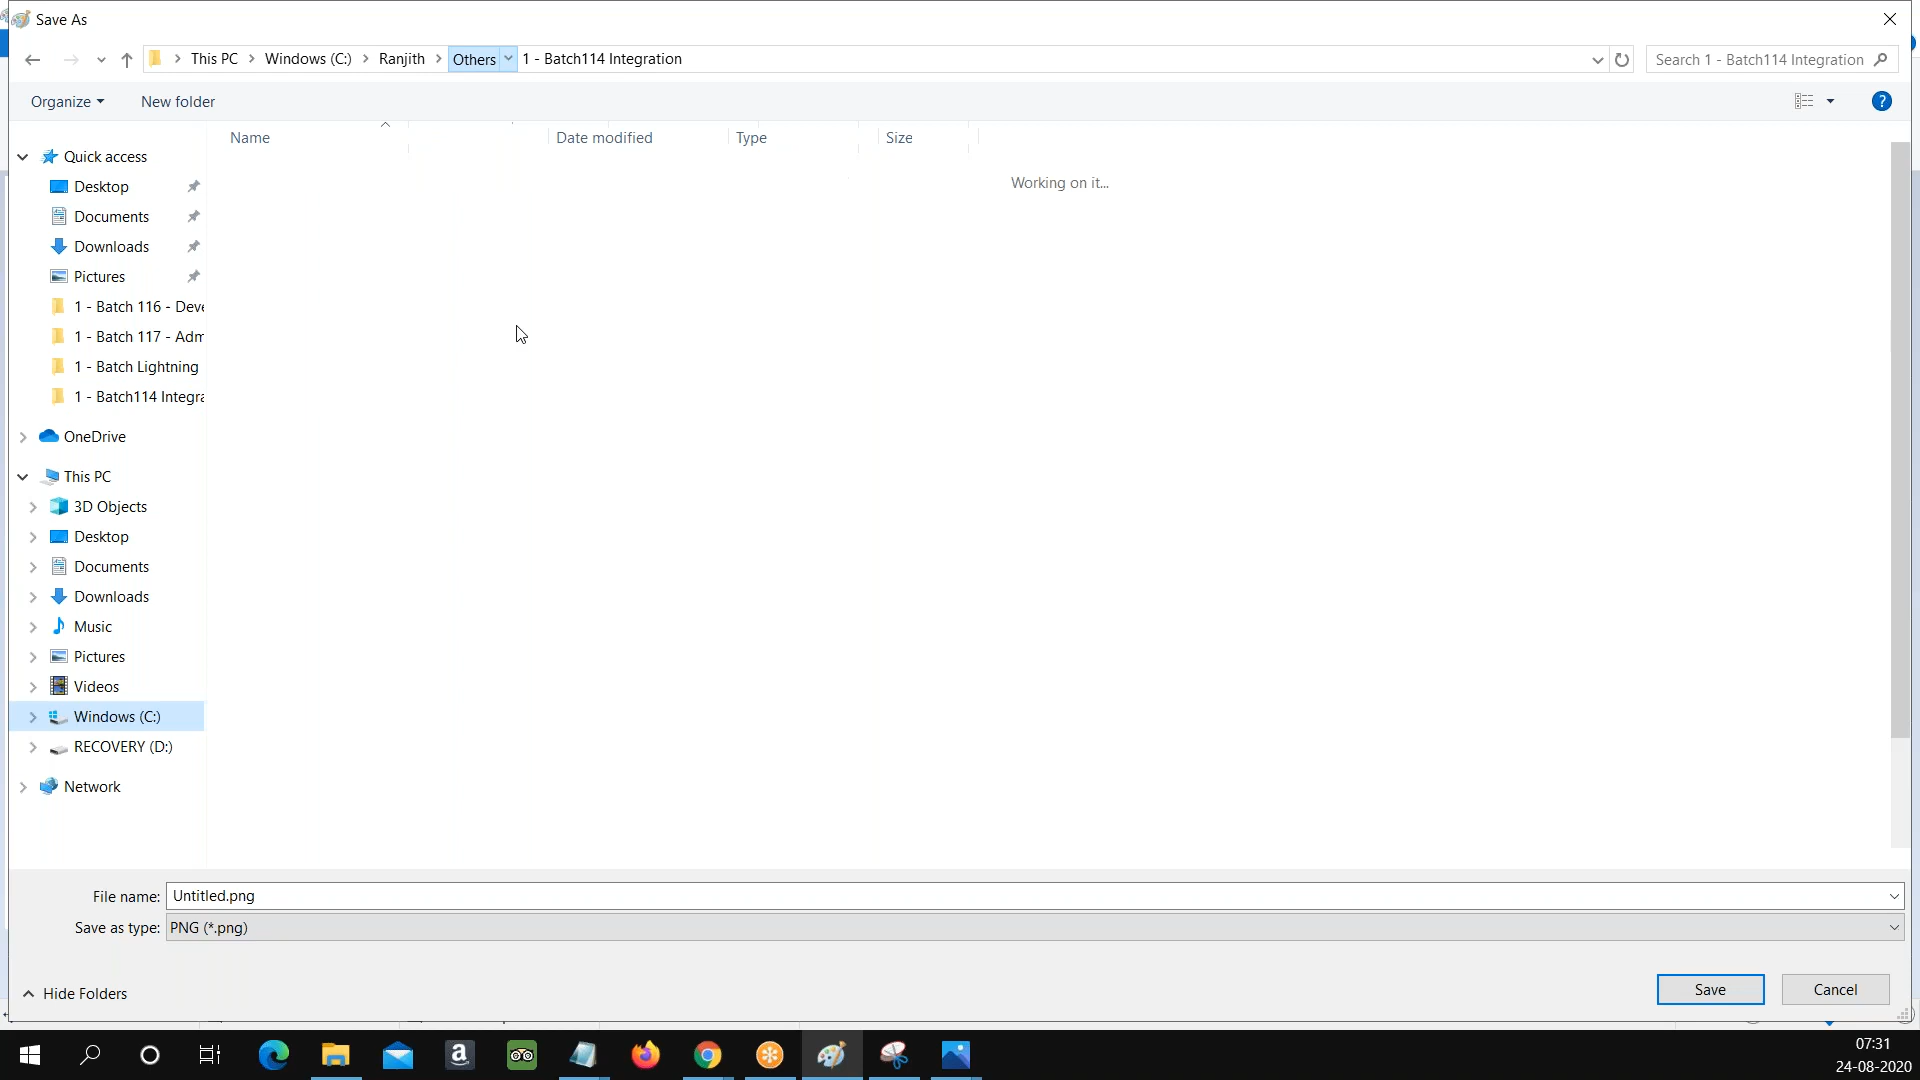 Save As
This PC
Windows (C:)
Ranjith
Others
1 - Batch114 Integration
Search 1 - Batch114 Integration
Organize
New folder
Name
Date modified
Type
Size
Working on it...
Quick access
Desktop
Documents
Downloads
Pictures
1 - Batch 116 - Deve
1 - Batch 117 - Adm
1 - Batch Lightning
1 - Batch114 Integra
OneDrive
This PC
3D Objects
Desktop
Documents
Downloads
Music
Pictures
Videos
Windows (C:)
RECOVERY (D:)
Network
File name: Untitled.png
Save as type: PNG (*.png)
Hide Folders
Save
Cancel
07:31
24-08-2020